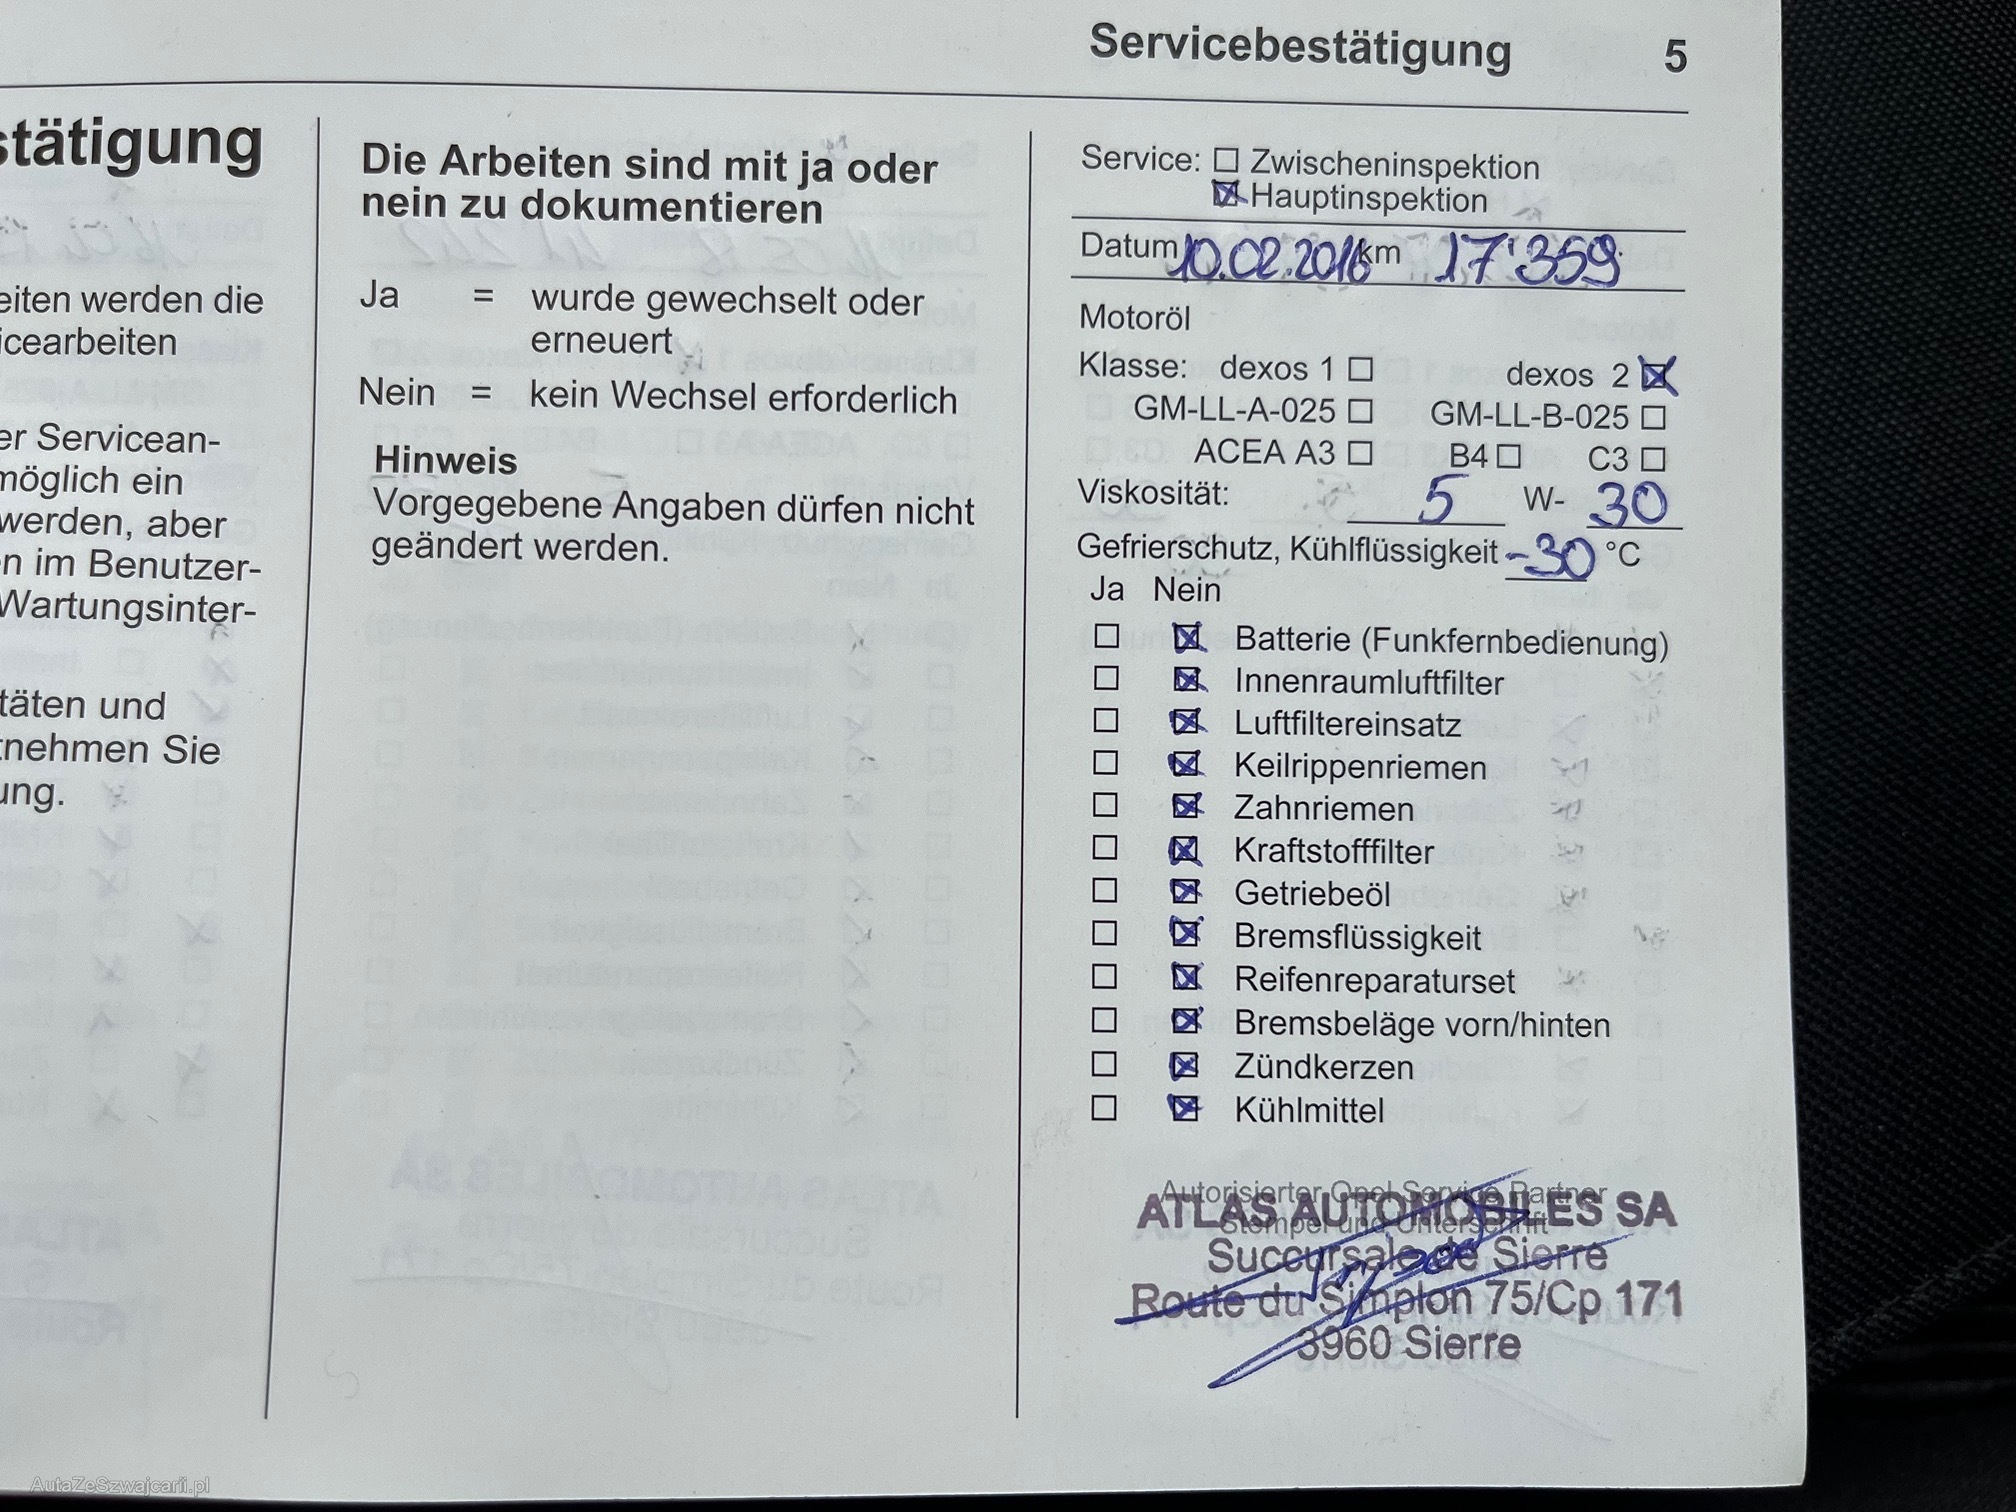 Servicebestätigung 5
stätigung
eiten werden die
icearbeiten
er Servicean-
möglich ein
werden, aber
n im Benutzer-
Wartungsinter-
täten und
tnehmen Sie
ung.
Die Arbeiten sind mit ja oder
nein zu dokumentieren
Ja = wurde gewechselt oder
erneuert
Nein = kein Wechsel erforderlich
Hinweis
Vorgegebene Angaben dürfen nicht
geändert werden.
Service: ☐ Zwischeninspektion
☒ Hauptinspektion
Datum 10.02.2016 km 17'359
Motoröl
Klasse: dexos 1 ☐ dexos 2 ☒
GM-LL-A-025 ☐ GM-LL-B-025 ☐
ACEA A3 ☐ B4 ☐ C3 ☐
Viskosität: 5 W- 30
Gefrierschutz, Kühlflüssigkeit -30 °C
Ja Nein
☐ ☒ Batterie (Funkfernbedienung)
☐ ☒ Innenraumluftfilter
☐ ☒ Luftfiltereinsatz
☐ ☒ Keilrippenriemen
☐ ☒ Zahnriemen
☐ ☒ Kraftstofffilter
☐ ☒ Getriebeöl
☐ ☒ Bremsflüssigkeit
☐ ☒ Reifenreparaturset
☐ ☒ Bremsbeläge vorn/hinten
☐ ☒ Zündkerzen
☐ ☒ Kühlmittel
Autorisierter Opel Service Partner
ATLAS AUTOMOBILES SA
Stempel und Unterschrift
Succursale de Sierre
Route du Simplon 75/Cp 171
3960 Sierre
AutaZeSzwajcarii.pl